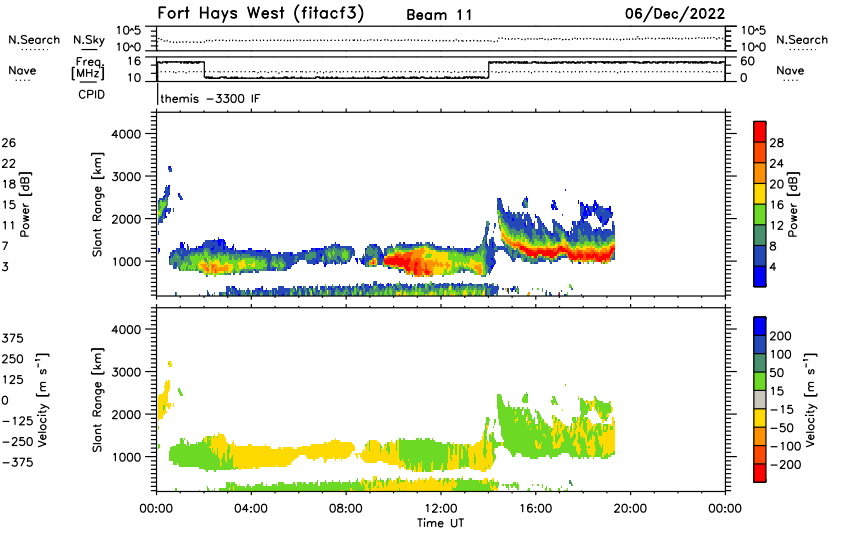 Fort Hays West (fitacf3) Beam 11 06/Dec/2022
N.Search N.Sky 10^5 10^0 10^5 10^0 N.Search
Nave Freq. [MHz] 16 10 60 0 Nave
CPID themis -3300 IF
Power [dB] 26 22 18 15 11 7 3
Slant Range [km] 4000 3000 2000 1000
28 24 20 16 12 8 4 Power [dB]
Velocity [m s⁻¹] 375 250 125 0 -125 -250 -375
Slant Range [km] 4000 3000 2000 1000
200 100 50 15 -15 -50 -100 -200 Velocity [m s⁻¹]
00:00 04:00 08:00 12:00 16:00 20:00 00:00
Time UT